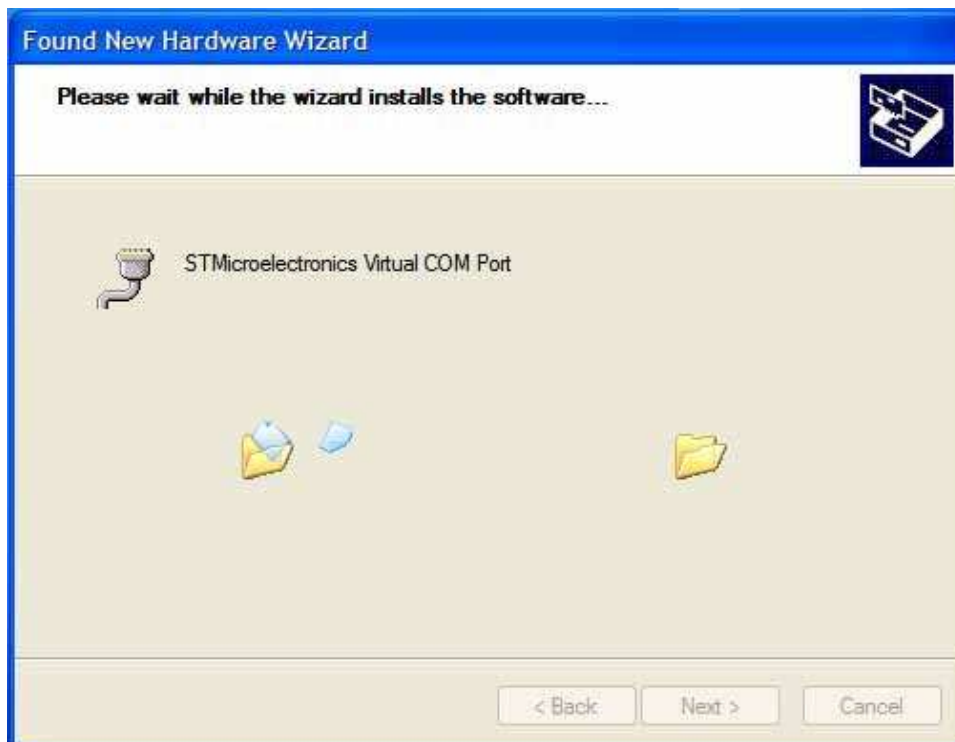 Found New Hardware Wizard
Please wait while the wizard installs the software...
STMicroelectronics Virtual COM Port
< Back
Next >
Cancel